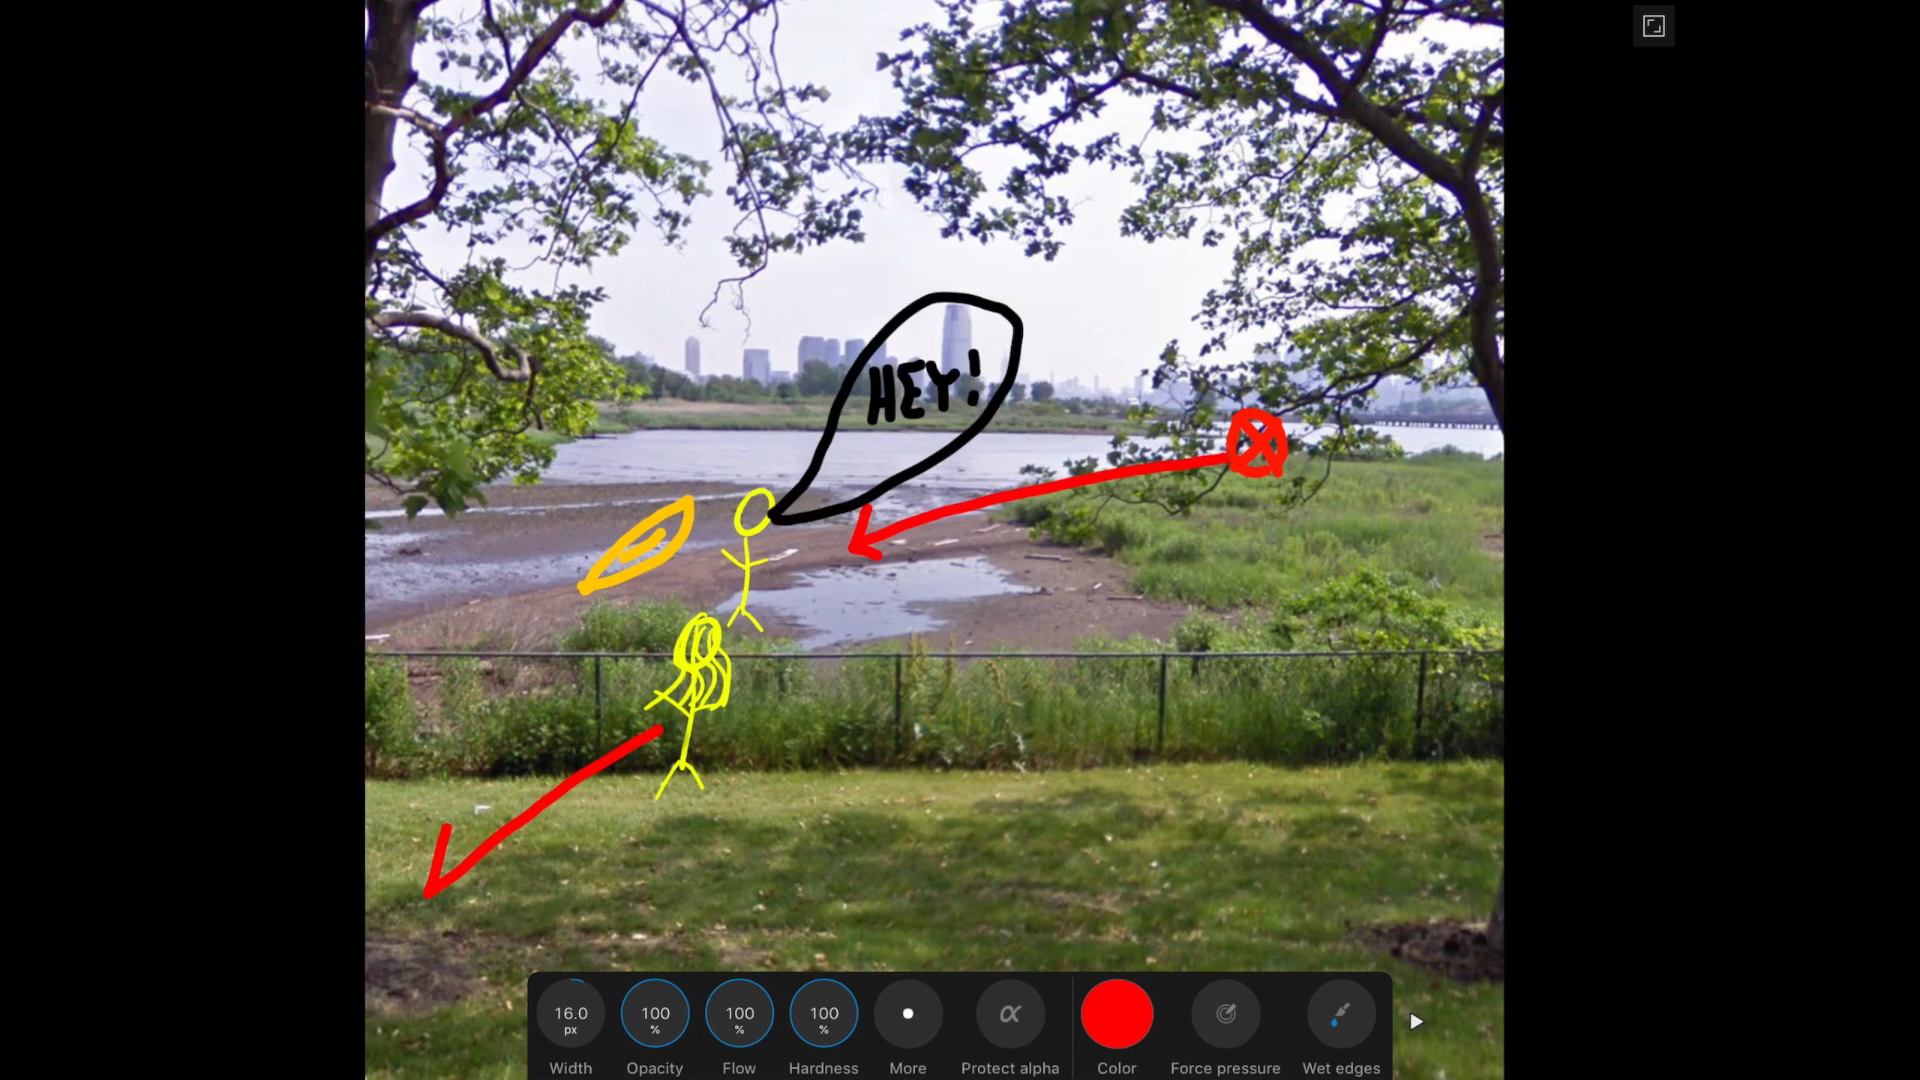 HEY!
16.0
px
100
%
100
%
100
%
α
Width
Opacity
Flow
Hardness
More
Protect alpha
Color
Force pressure
Wet edges